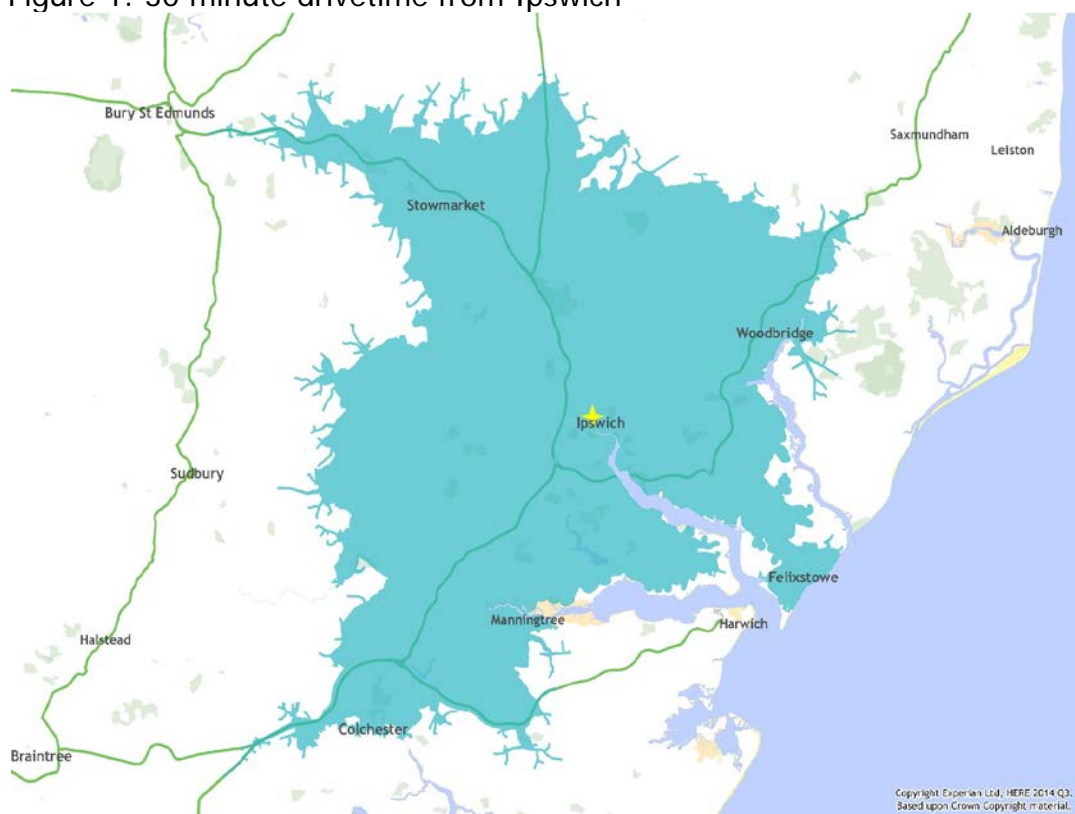 Figure 1: 30 minute drivetime from Ipswich
Bury St Edmunds
Saxmundham
Leiston
Stowmarket
Aldeburgh
Woodbridge
Ipswich
Sudbury
Felixstowe
Manningtree
Harwich
Halstead
Colchester
Braintree
Copyright Experian Ltd, HERE 2014 Q3.
Based upon Crown Copyright material.